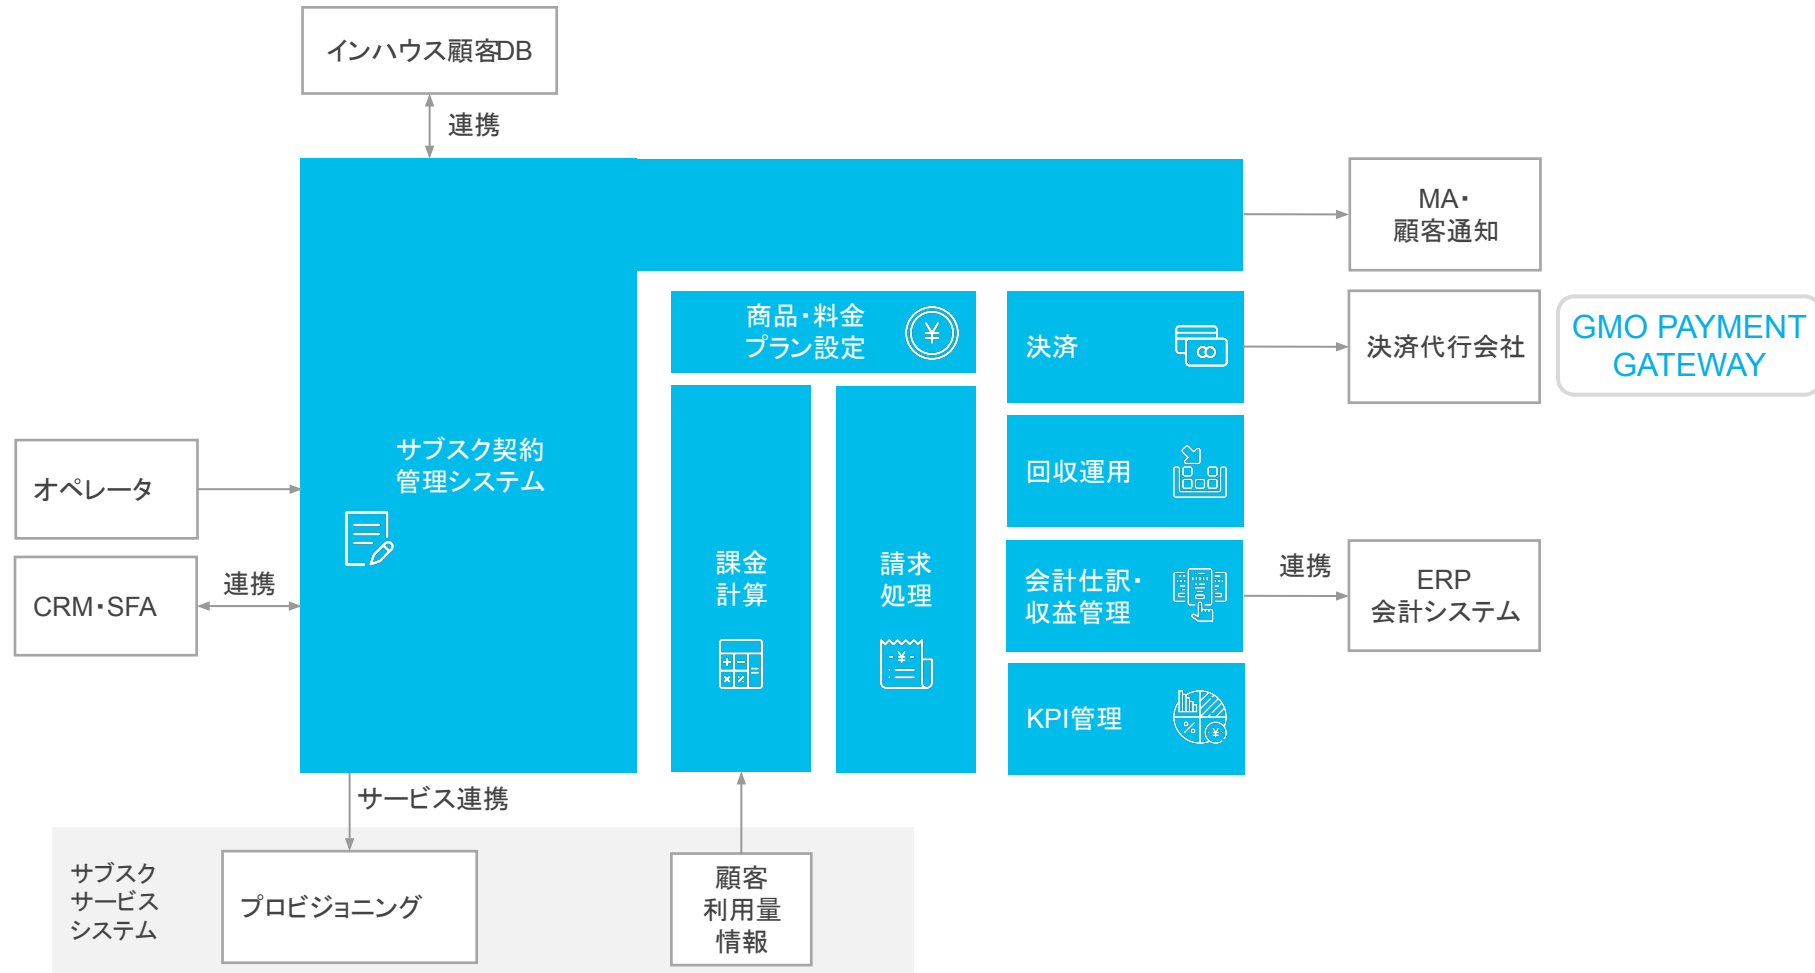 インハウス顧客DB
連携
MA・
顧客通知
商品・料金
プラン設定
決済
決済代行会社
GMO PAYMENT
GATEWAY
サブスク契約
管理システム
回収運用
オペレータ
課金
計算
請求
処理
会計仕訳・
収益管理
連携
ERP
会計システム
連携
CRM・SFA
KPI管理
サービス連携
サブスク
サービス
システム
プロビジョニング
顧客
利用量
情報